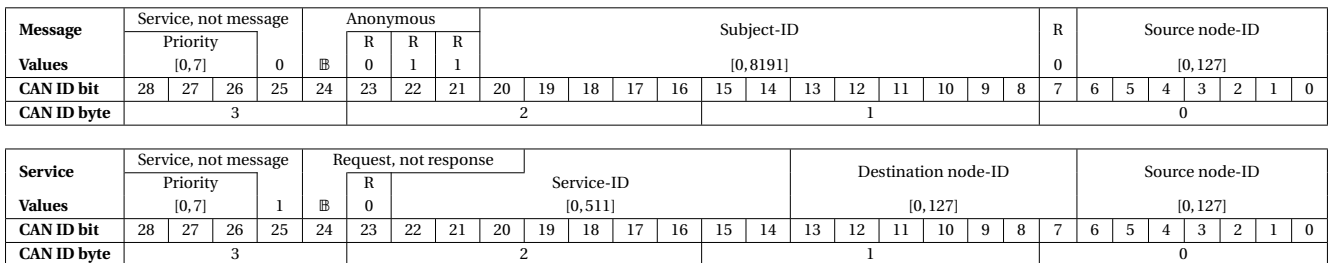 Message Service, not message Anonymous Subject-ID R Source node-ID
Priority R R R
Values [0,7] 0 𝔹 0 1 1 [0,8191] 0 [0,127]
CAN ID bit 28 27 26 25 24 23 22 21 20 19 18 17 16 15 14 13 12 11 10 9 8 7 6 5 4 3 2 1 0
CAN ID byte 3 2 1 0
Service Service, not message Request, not response Destination node-ID Source node-ID
Priority R Service-ID
Values [0,7] 1 𝔹 0 [0,511] [0,127] [0,127]
CAN ID bit 28 27 26 25 24 23 22 21 20 19 18 17 16 15 14 13 12 11 10 9 8 7 6 5 4 3 2 1 0
CAN ID byte 3 2 1 0